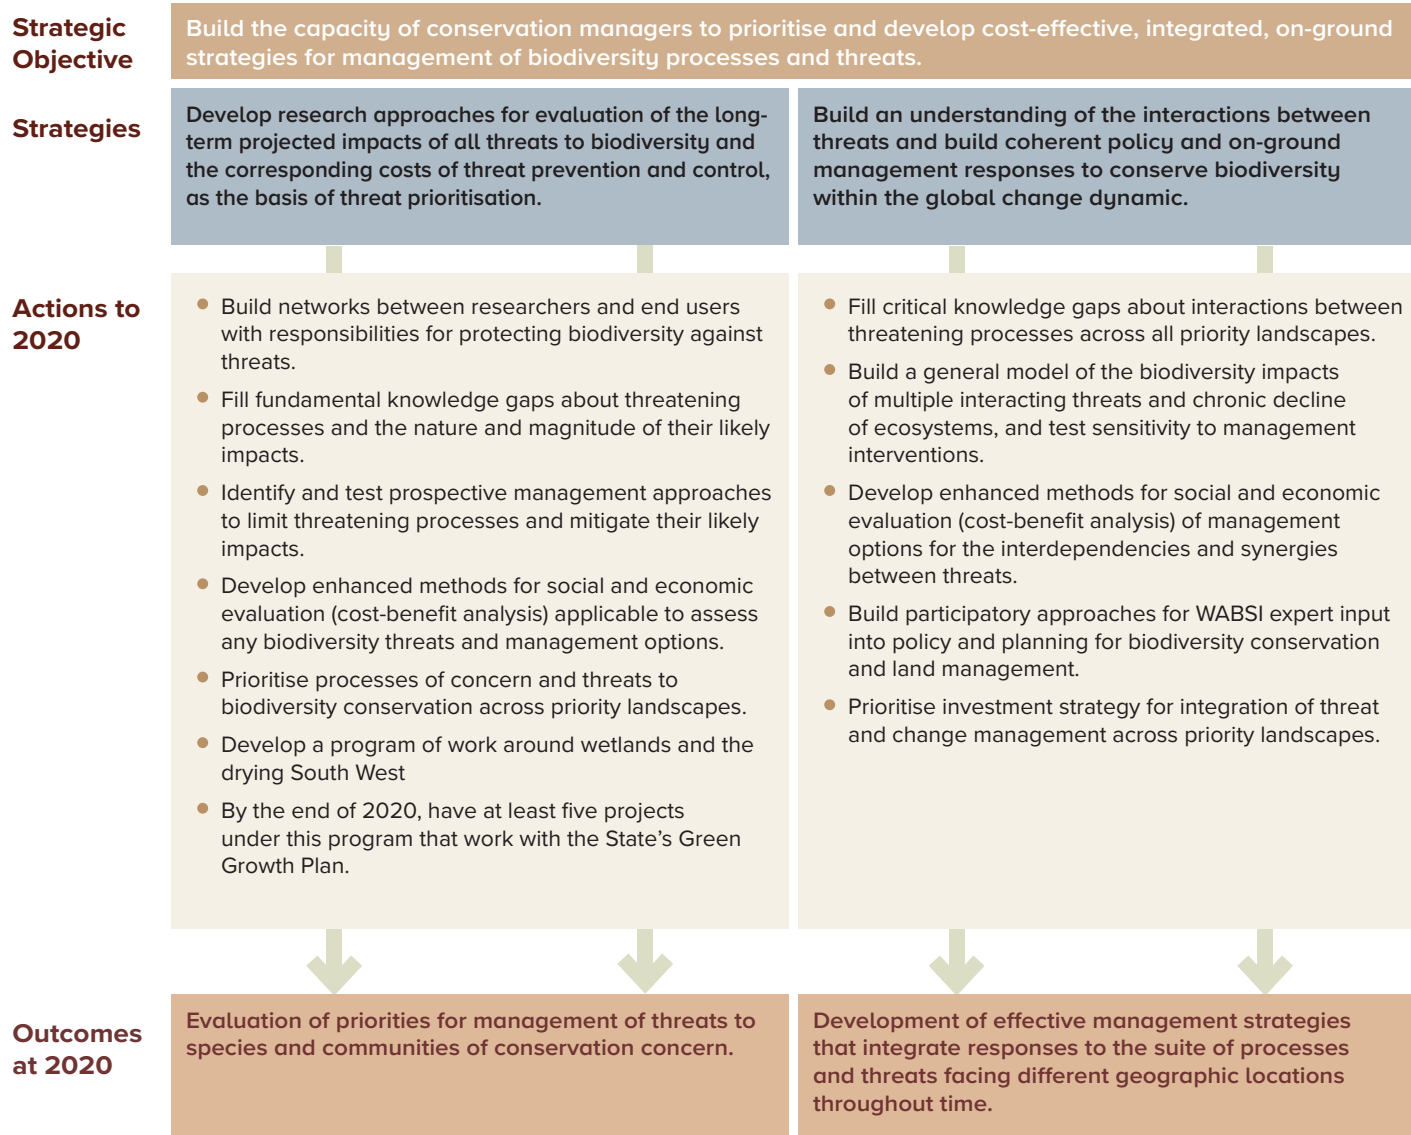 Strategic
Objective
Build the capacity of conservation managers to prioritise and develop cost-effective, integrated, on-ground
strategies for management of biodiversity processes and threats.
Strategies
Develop research approaches for evaluation of the long-
term projected impacts of all threats to biodiversity and
the corresponding costs of threat prevention and control,
as the basis of threat prioritisation.
Build an understanding of the interactions between
threats and build coherent policy and on-ground
management responses to conserve biodiversity
within the global change dynamic.
Actions to
2020
• Build networks between researchers and end users
with responsibilities for protecting biodiversity against
threats.
• Fill fundamental knowledge gaps about threatening
processes and the nature and magnitude of their likely
impacts.
• Identify and test prospective management approaches
to limit threatening processes and mitigate their likely
impacts.
• Develop enhanced methods for social and economic
evaluation (cost-benefit analysis) applicable to assess
any biodiversity threats and management options.
• Prioritise processes of concern and threats to
biodiversity conservation across priority landscapes.
• Develop a program of work around wetlands and the
drying South West
• By the end of 2020, have at least five projects
under this program that work with the State’s Green
Growth Plan.
• Fill critical knowledge gaps about interactions between
threatening processes across all priority landscapes.
• Build a general model of the biodiversity impacts
of multiple interacting threats and chronic decline
of ecosystems, and test sensitivity to management
interventions.
• Develop enhanced methods for social and economic
evaluation (cost-benefit analysis) of management
options for the interdependencies and synergies
between threats.
• Build participatory approaches for WABSI expert input
into policy and planning for biodiversity conservation
and land management.
• Prioritise investment strategy for integration of threat
and change management across priority landscapes.
Outcomes
at 2020
Evaluation of priorities for management of threats to
species and communities of conservation concern.
Development of effective management strategies
that integrate responses to the suite of processes
and threats facing different geographic locations
throughout time.